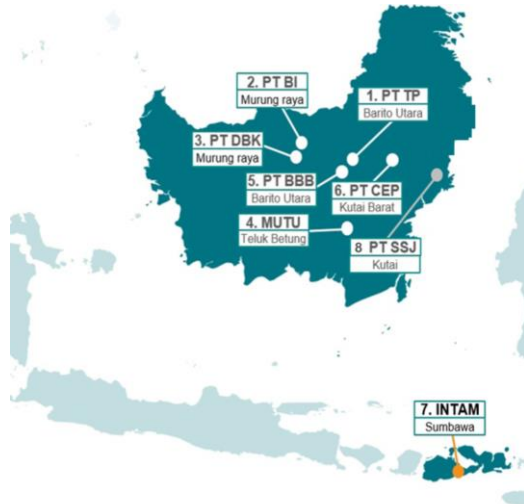 2. PT BI
Murung raya
1. PT TP
Barito Utara
3. PT DBK
Murung raya
5. PT BBB
Barito Utara
6. PT CEP
Kutai Barat
4. MUTU
Teluk Betung
8 PT SSJ
Kutai
7. INTAM
Sumbawa